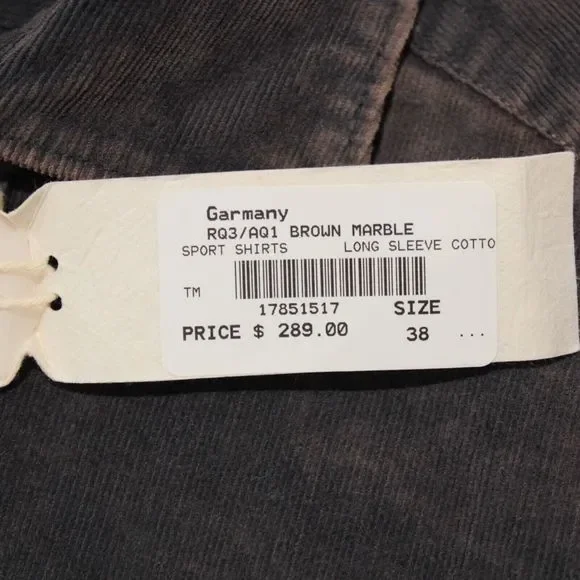 Garmany
RQ3/AQ1 BROWN MARBLE
SPORT SHIRTS LONG SLEEVE COTTO
TM
17851517 SIZE
PRICE $ 289.00 38 ...